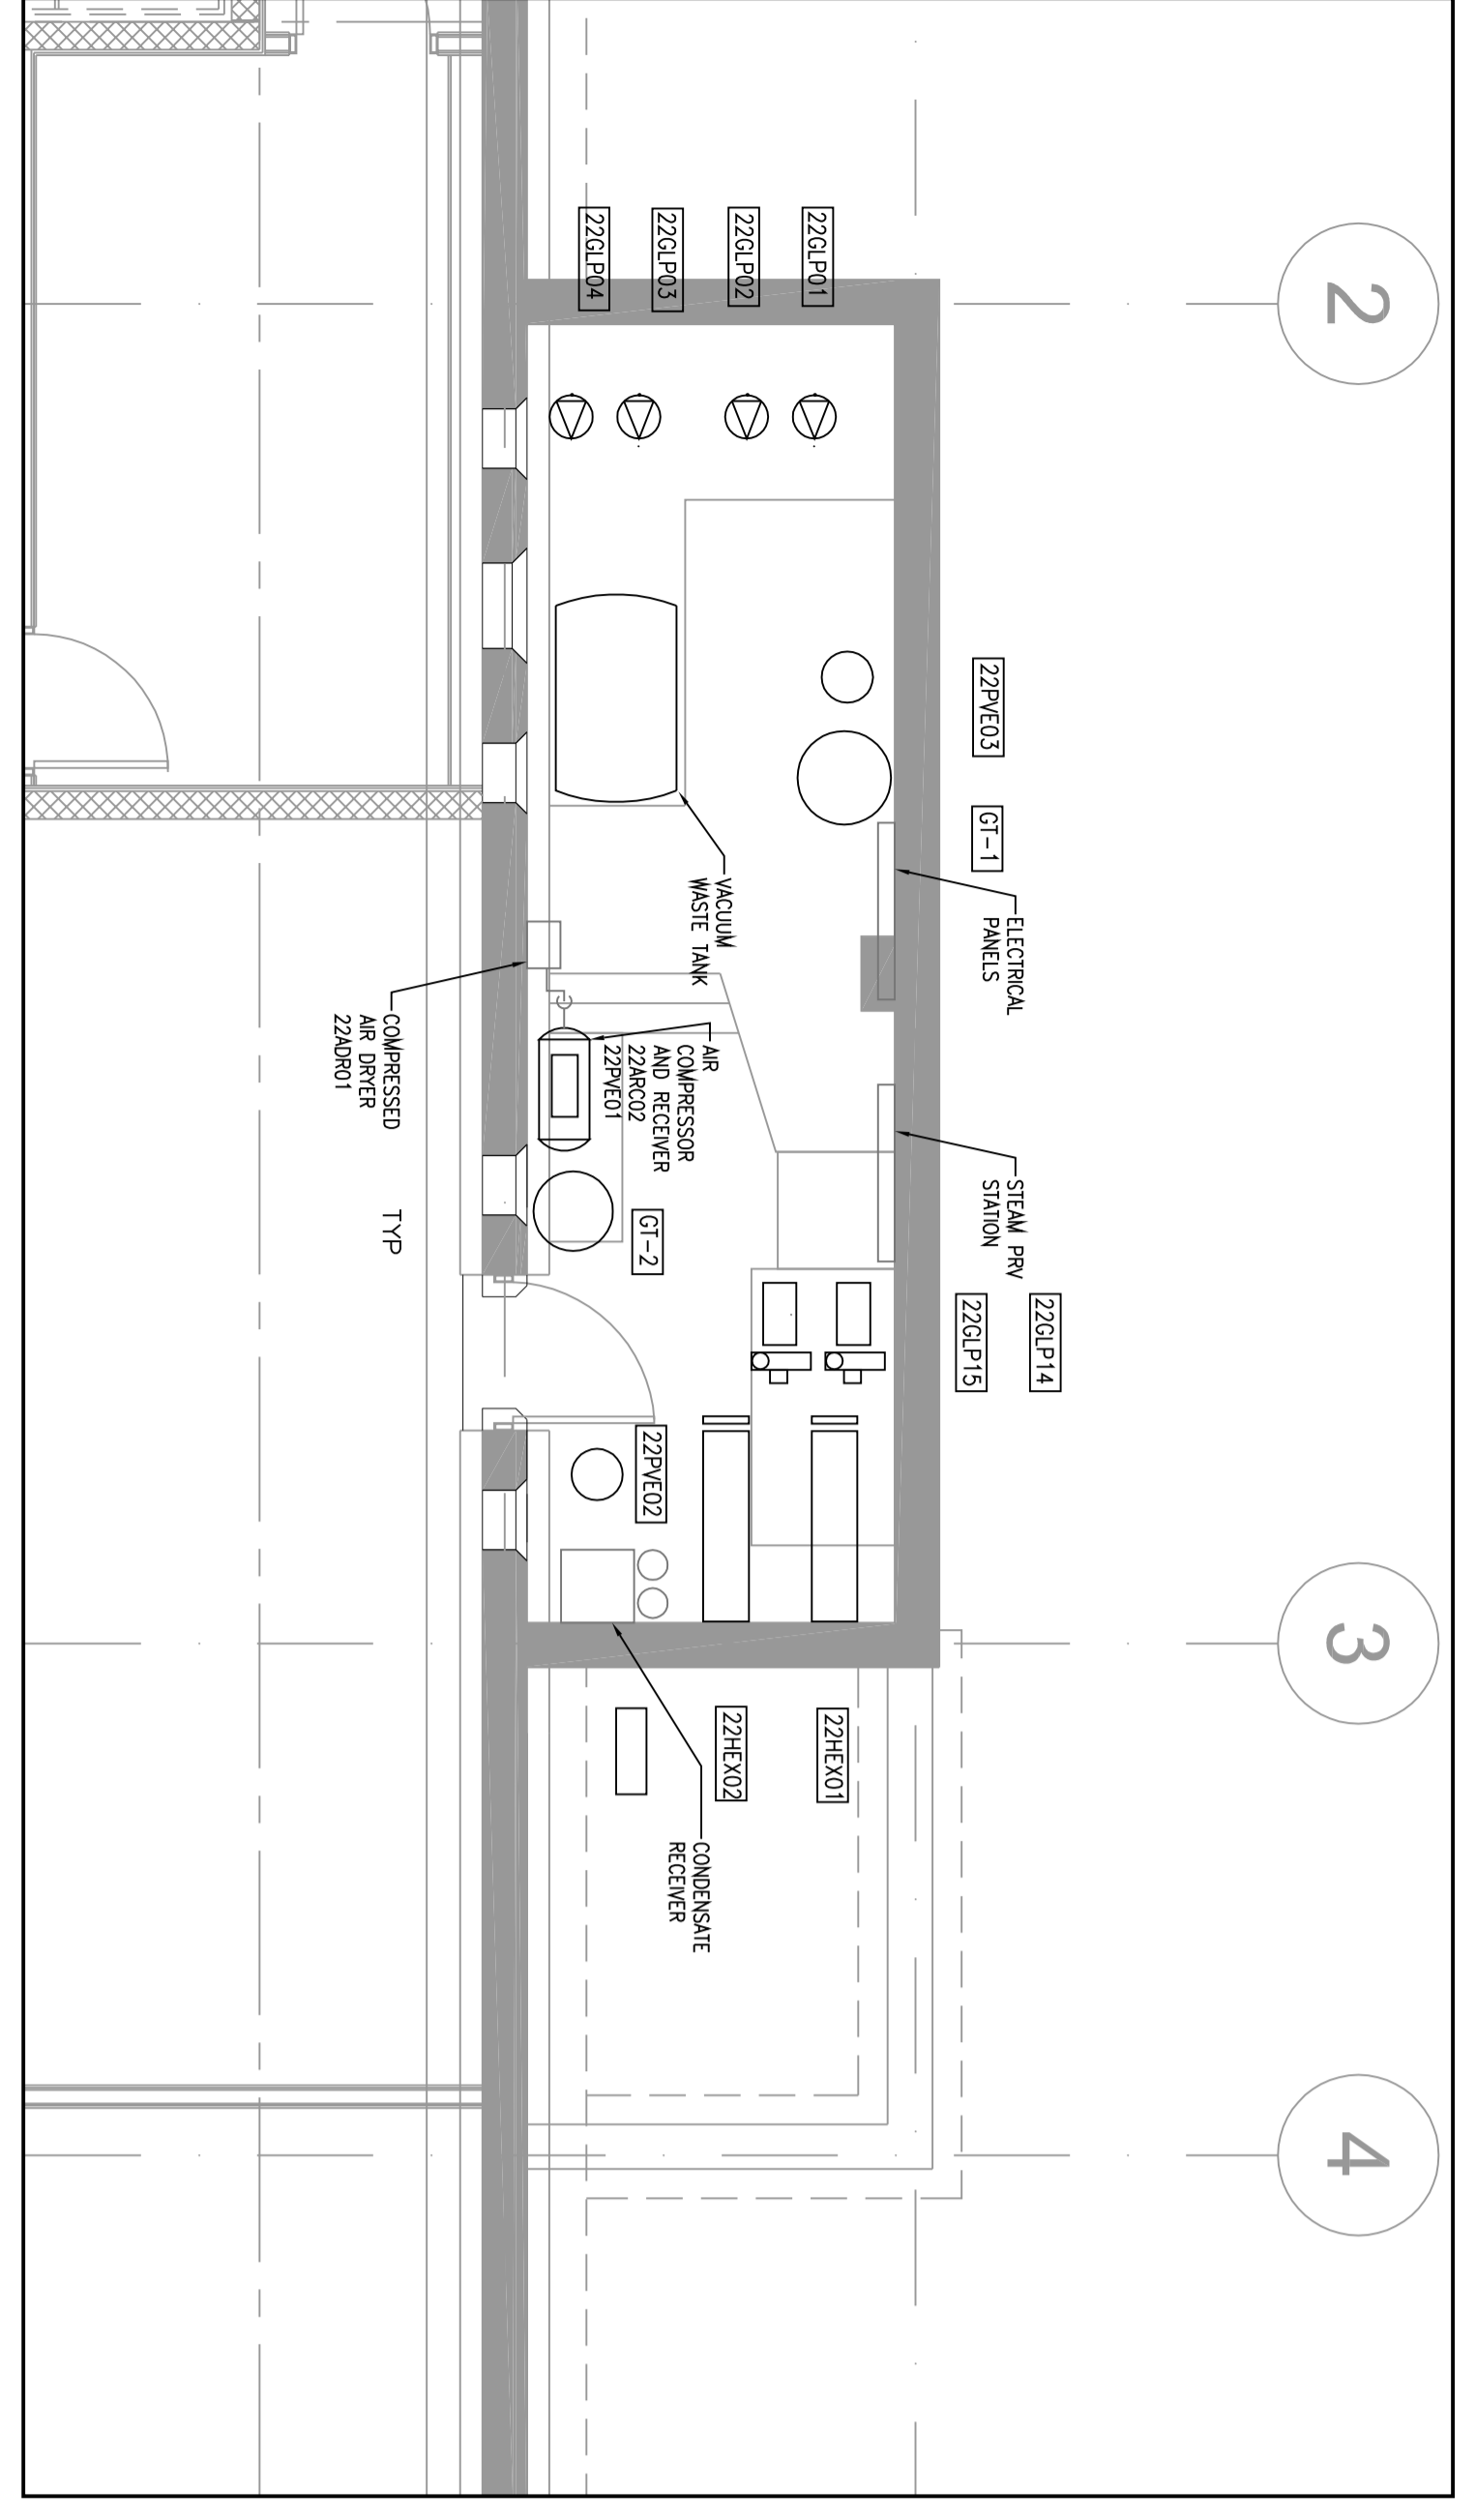 2
3
4
22GLP01
22GLP02
22GLP03
22GLP04
22PVE03
GT-1
ELECTRICAL
PANELS
STEAM PRV
STATION
22GLP14
22GLP15
VACUUM
WASTE TANK
AIR
COMPRESSOR
AND RECEIVER
22ARC02
22PVE01
GT-2
22PVE02
COMPRESSED
AIR DRYER
22ADR01
TYP
22HEX01
22HEX02
CONDENSATE
RECEIVER